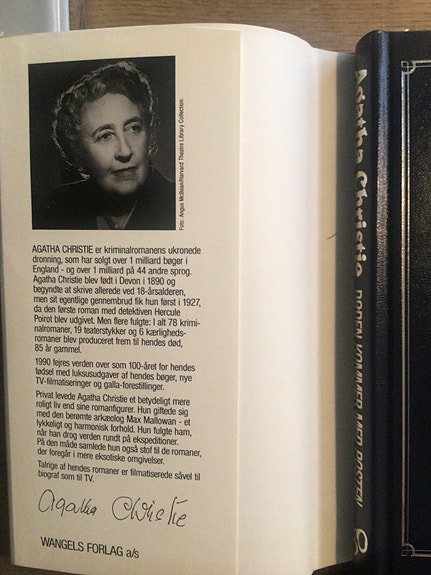 Foto: Angus McBean/Harvard Theatre Library Collection.
AGATHA CHRISTIE er kriminalromanens ukronede
dronning, som har solgt over 1 milliard bøger i
England - og over 1 milliard på 44 andre sprog.
Agatha Christie blev født i Devon i 1890 og
begyndte at skrive allerede ved 18-årsalderen,
men sit egentlige gennembrud fik hun først i 1927,
da den første roman med detektiven Hercule
Poirot blev udgivet. Men flere fulgte: I alt 78 krimi-
nalromaner, 19 teaterstykker og 6 kærligheds-
romaner blev produceret frem til hendes død,
85 år gammel.
1990 fejres verden over som 100-året for hendes
fødsel med luksusudgaver af hendes bøger, nye
TV-filmatiseringer og galla-forestillinger.
Privat levede Agatha Christie et betydeligt mere
roligt liv end sine romanfigurer. Hun giftede sig
med den berømte arkæolog Max Mallowan - et
lykkeligt og harmonisk forhold. Hun fulgte ham,
når han drog verden rundt på ekspeditioner.
På den måde samlede hun også stof til de romaner,
der foregår i mere eksotiske omgivelser.
Talrige af hendes romaner er filmatiserede såvel til
biograf som til TV.
Agatha Christie
WANGELS FORLAG a/s
Agatha Christie DØDEN KOMMER MED POSTEN